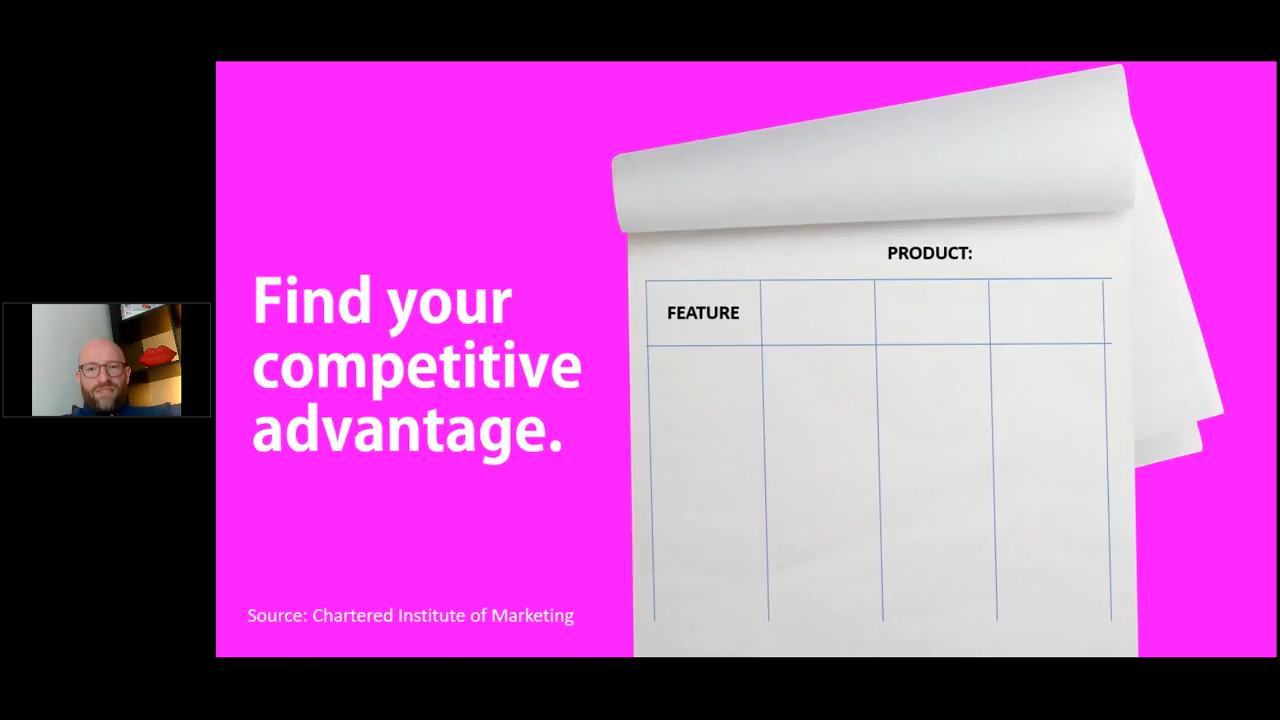 Find your
competitive
advantage.
Source: Chartered Institute of Marketing
PRODUCT:
FEATURE